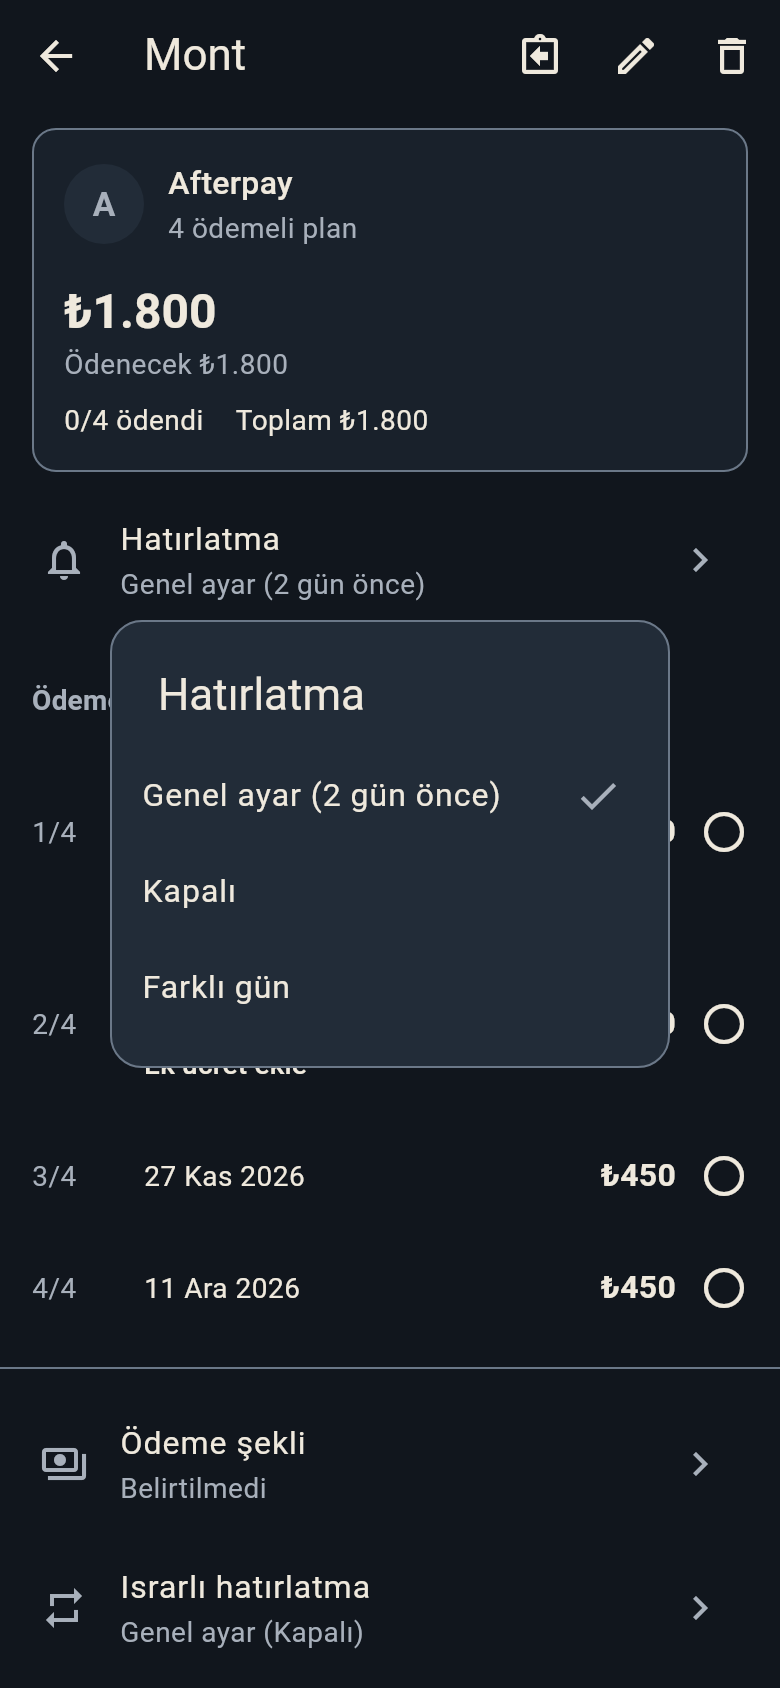 Mont
A
Afterpay
4 ödemeli plan
₺1.800
Ödenecek ₺1.800
0/4 ödendi Toplam ₺1.800
Hatırlatma
Genel ayar (2 gün önce)
Hatırlatma
Genel ayar (2 gün önce)
Kapalı
Farklı gün
1/4
2/4
3/4 27 Kas 2026 ₺450
4/4 11 Ara 2026 ₺450
Ödeme şekli
Belirtilmedi
Israrlı hatırlatma
Genel ayar (Kapalı)